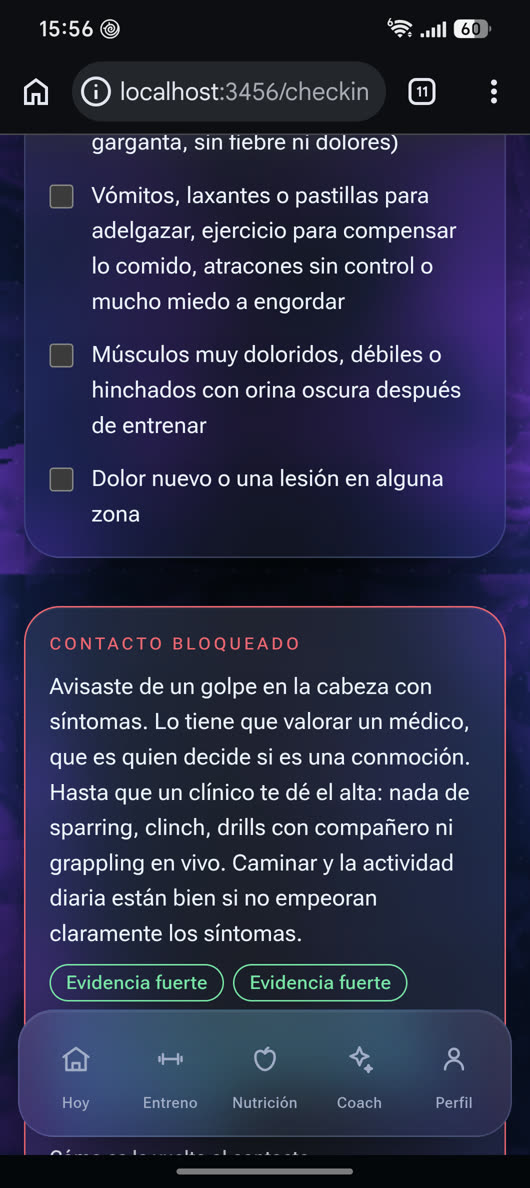 15:56
6
60
localhost:3456/checkin
11
garganta, sin fiebre ni dolores)
Vómitos, laxantes o pastillas para
adelgazar, ejercicio para compensar
lo comido, atracones sin control o
mucho miedo a engordar
Músculos muy doloridos, débiles o
hinchados con orina oscura después
de entrenar
Dolor nuevo o una lesión en alguna
zona
CONTACTO BLOQUEADO
Avisaste de un golpe en la cabeza con
síntomas. Lo tiene que valorar un médico,
que es quien decide si es una conmoción.
Hasta que un clínico te dé el alta: nada de
sparring, clinch, drills con compañero ni
grappling en vivo. Caminar y la actividad
diaria están bien si no empeoran
claramente los síntomas.
Evidencia fuerte Evidencia fuerte
Hoy Entreno Nutrición Coach Perfil